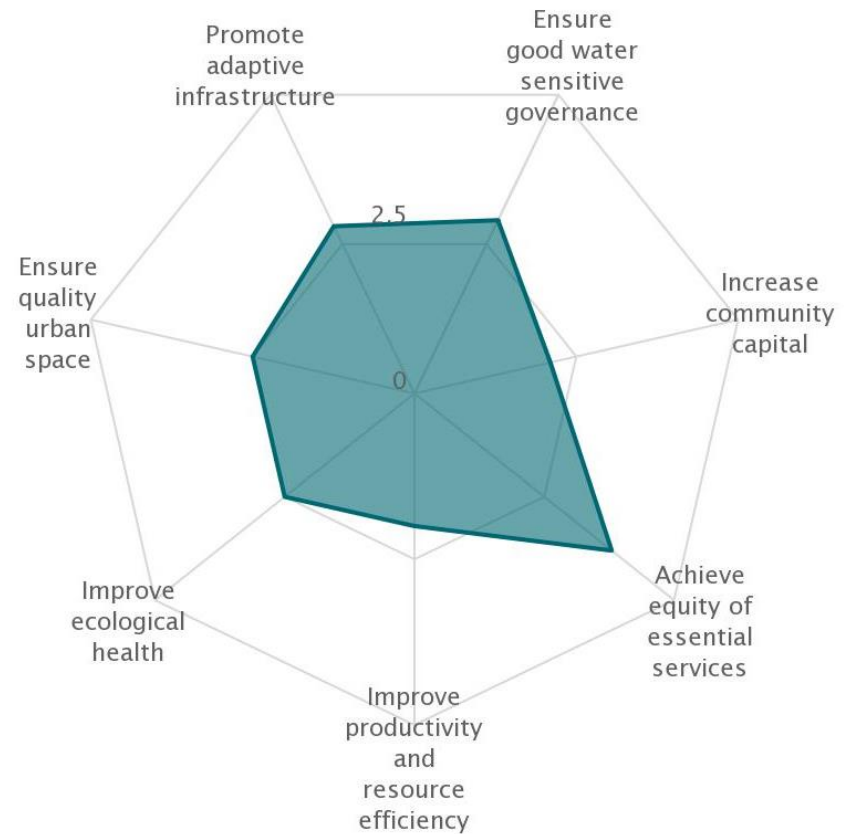 Promote
adaptive
infrastructure
Ensure
good water
sensitive
governance
2,5
Ensure
quality
urban
space
Increase
community
capital
0
Achieve
equity of
essential
services
Improve
ecological
health
Improve
productivity
and
resource
efficiency